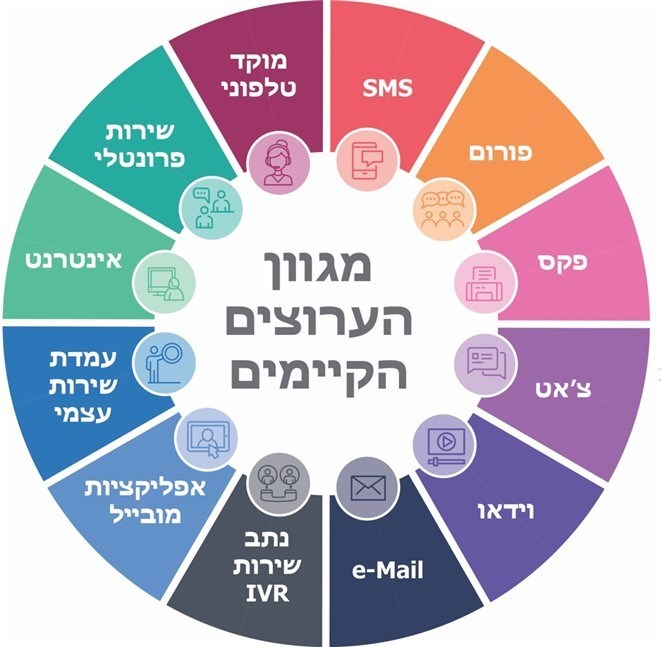 מגוון
הערוצים
הקיימים
SMS
פורום
פקס
צ'אט
וידאו
e-Mail
נתב
שירות
IVR
אפליקציות
מובייל
עמדת
שירות
עצמי
אינטרנט
שירות
פרונטלי
מוקד
טלפוני